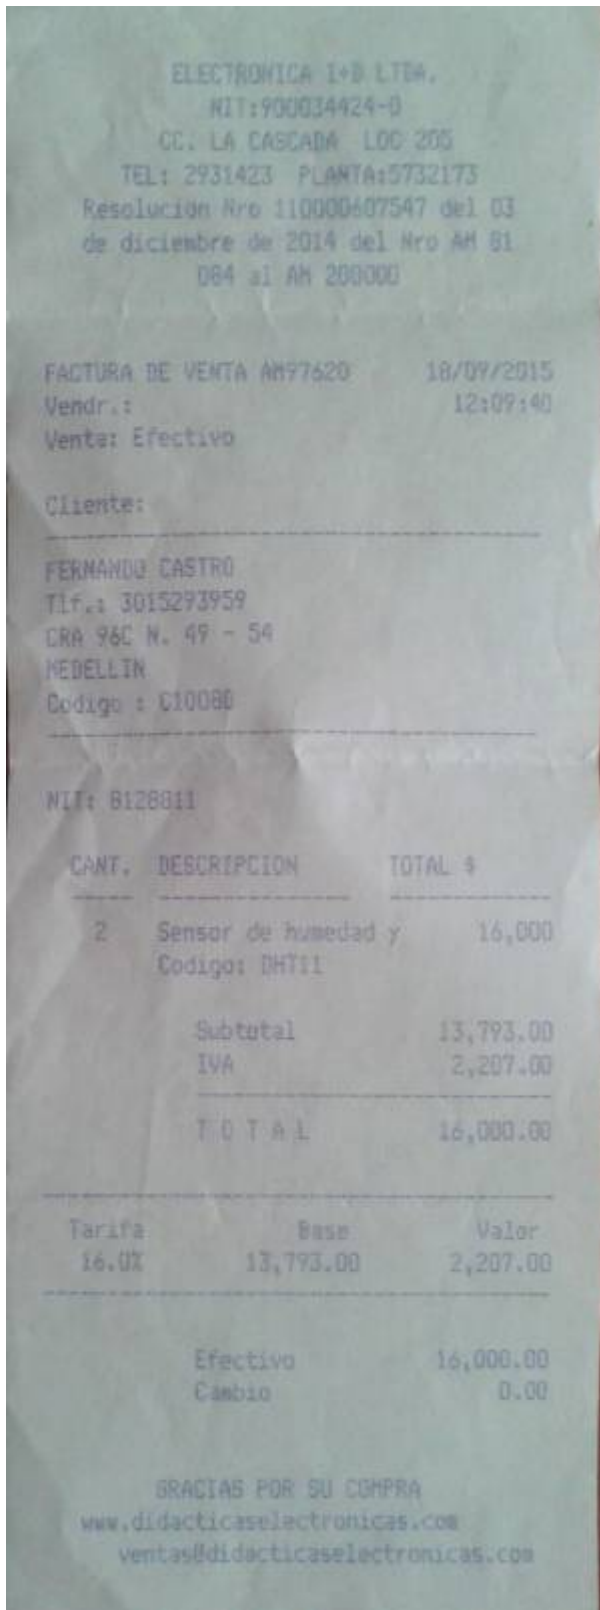 ELECTRONICA I+D LTDA.
NIT:900034424-0
CC. LA CASCADA LOC 205
TEL: 2931423 PLANTA:5732173
Resolucion Nro 110000607547 del 03
de diciembre de 2014 del Nro AM 81
084 al AM 200000
FACTURA DE VENTA AM97620 18/09/2015
Vendr.: 12:09:40
Venta: Efectivo
Cliente:
FERNANDO CASTRO
Tlf.: 3015293959
CRA 96C N. 49 - 54
MEDELLIN
Codigo : C10080
NIT: 8128811
CANT. DESCRIPCION TOTAL $
2 Sensor de humedad y 16,000
Codigo: DHT11
Subtotal 13,793.00
IVA 2,207.00
T O T A L 16,000.00
Tarifa Base Valor
16.0% 13,793.00 2,207.00
Efectivo 16,000.00
Cambio 0.00
GRACIAS POR SU COMPRA
www.didacticaselectronicas.com
ventas@didacticaselectronicas.com